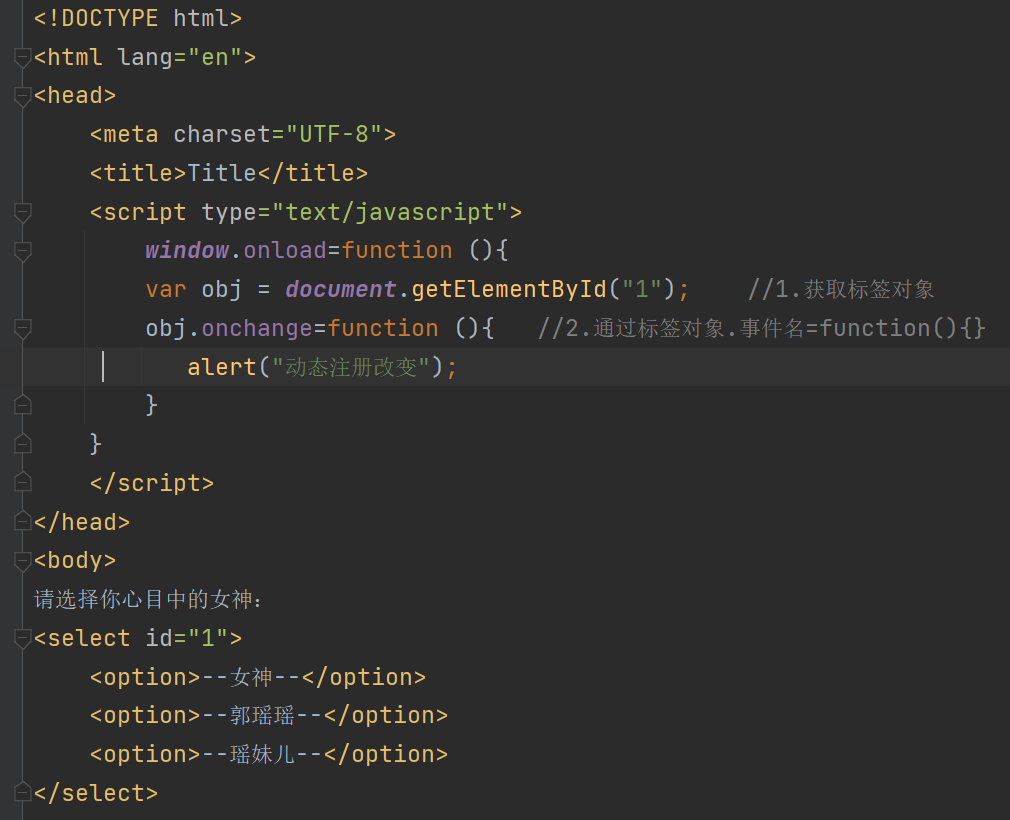 <!DOCTYPE html>
<html lang="en">
<head>
    <meta charset="UTF-8">
    <title>Title</title>
    <script type="text/javascript">
        window.onload=function (){
        var obj = document.getElementById("1");    //1.获取标签对象
        obj.onchange=function (){   //2.通过标签对象.事件名=function(){}
           alert("动态注册改变");
        }
    }
    </script>
</head>
<body>
请选择你心目中的女神：
<select id="1">
    <option>--女神--</option>
    <option>--郭瑶瑶--</option>
    <option>--瑶妹儿--</option>
</select>